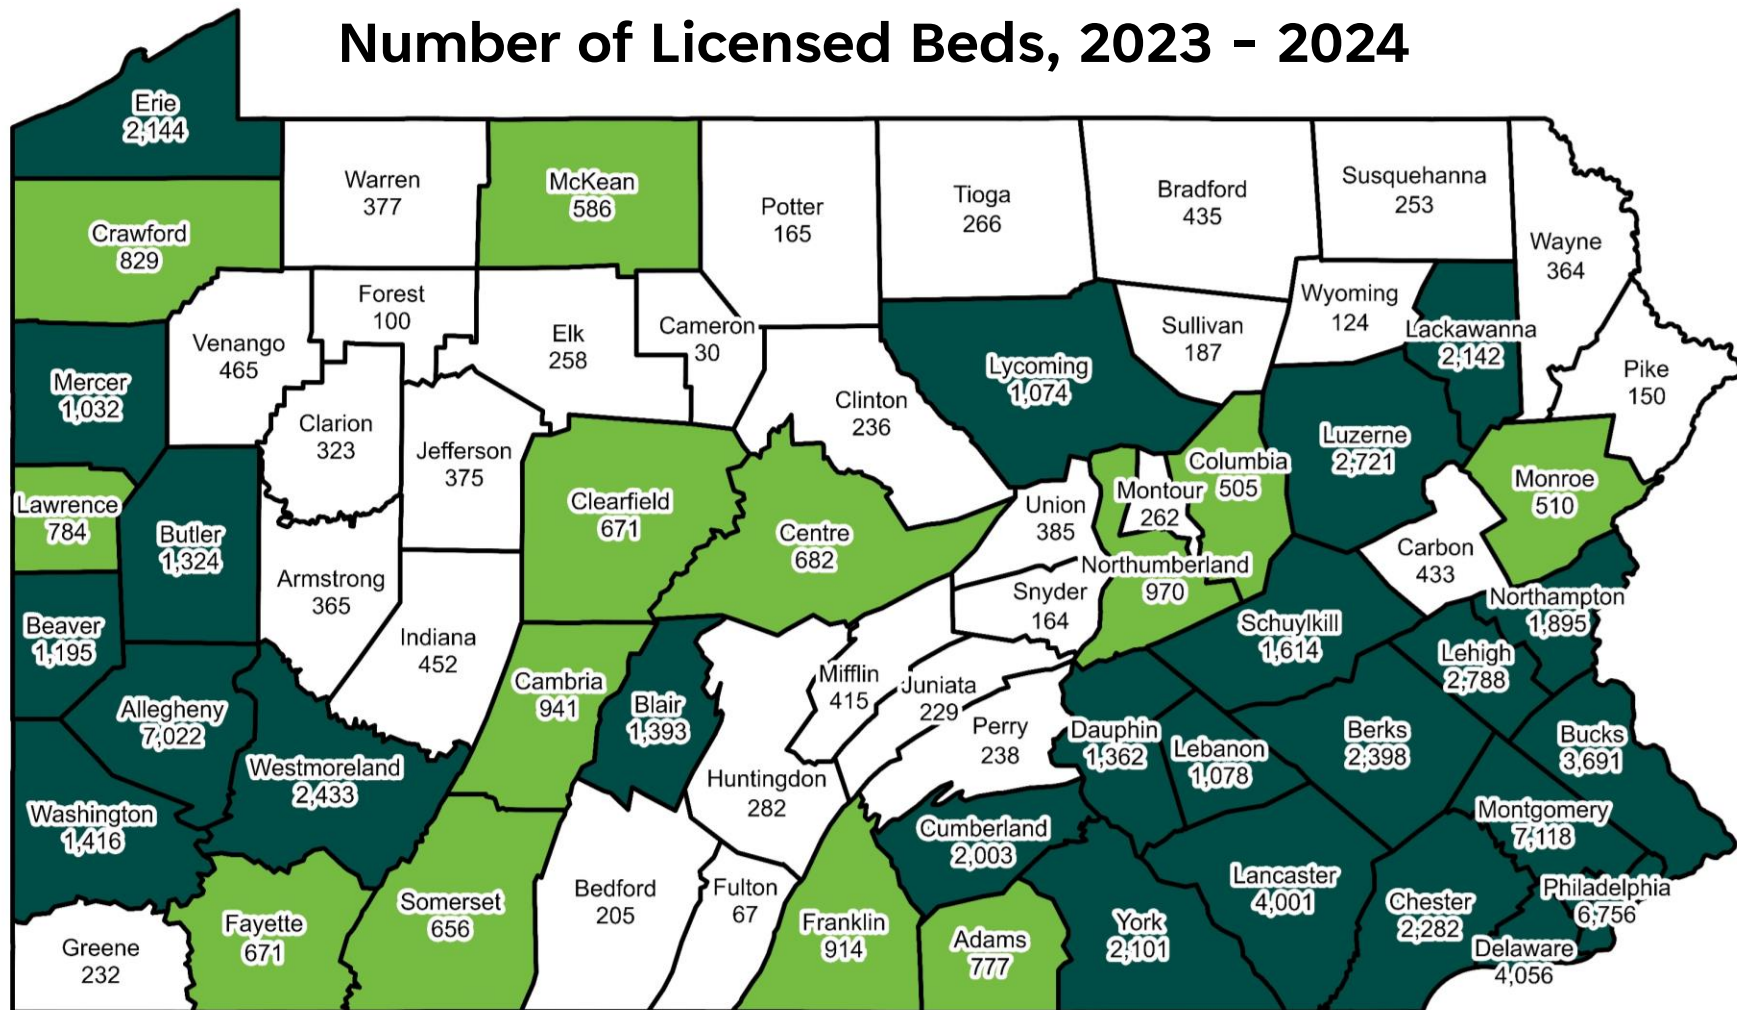 Number of Licensed Beds, 2023 - 2024
Erie
2,144
Warren
377
McKean
586
Potter
165
Tioga
266
Bradford
435
Susquehanna
253
Wayne
364
Crawford
829
Forest
100
Elk
258
Cameron
30
Sullivan
187
Wyoming
124
Lackawanna
2,142
Pike
150
Mercer
1,032
Venango
465
Clarion
323
Jefferson
375
Clinton
236
Lycoming
1,074
Luzerne
2,721
Columbia
505
Montour
262
Monroe
510
Lawrence
784
Butler
1,324
Clearfield
671
Centre
682
Union
385
Northumberland
970
Carbon
433
Northampton
1,895
Armstrong
365
Indiana
452
Snyder
164
Schuylkill
1,614
Lehigh
2,788
Beaver
1,195
Allegheny
7,022
Westmoreland
2,433
Cambria
941
Blair
1,393
Mifflin
415
Juniata
229
Perry
238
Huntingdon
282
Dauphin
1,362
Lebanon
1,078
Berks
2,398
Bucks
3,691
Montgomery
7,118
Washington
1,416
Cumberland
2,003
Lancaster
4,001
Chester
2,282
Philadelphia
6,756
Delaware
4,056
Greene
232
Fayette
671
Somerset
656
Bedford
205
Fulton
67
Franklin
914
Adams
777
York
2,101